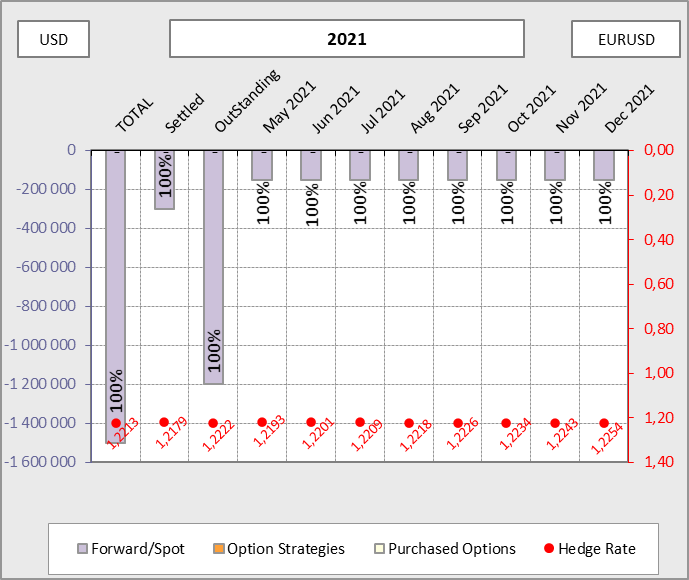 USD
2021
EURUSD
TOTAL
Settled
OutStanding
May 2021
Jun 2021
Jul 2021
Aug 2021
Sep 2021
Oct 2021
Nov 2021
Dec 2021
0
-200 000
-400 000
-600 000
-800 000
-1 000 000
-1 200 000
-1 400 000
-1 600 000
100%
100%
100%
100%
100%
100%
100%
100%
100%
100%
100%
1,2213
1,2179
1,2222
1,2193
1,2201
1,2209
1,2218
1,2226
1,2234
1,2243
1,2254
0,00
0,20
0,40
0,60
0,80
1,00
1,20
1,40
Forward/Spot
Option Strategies
Purchased Options
Hedge Rate